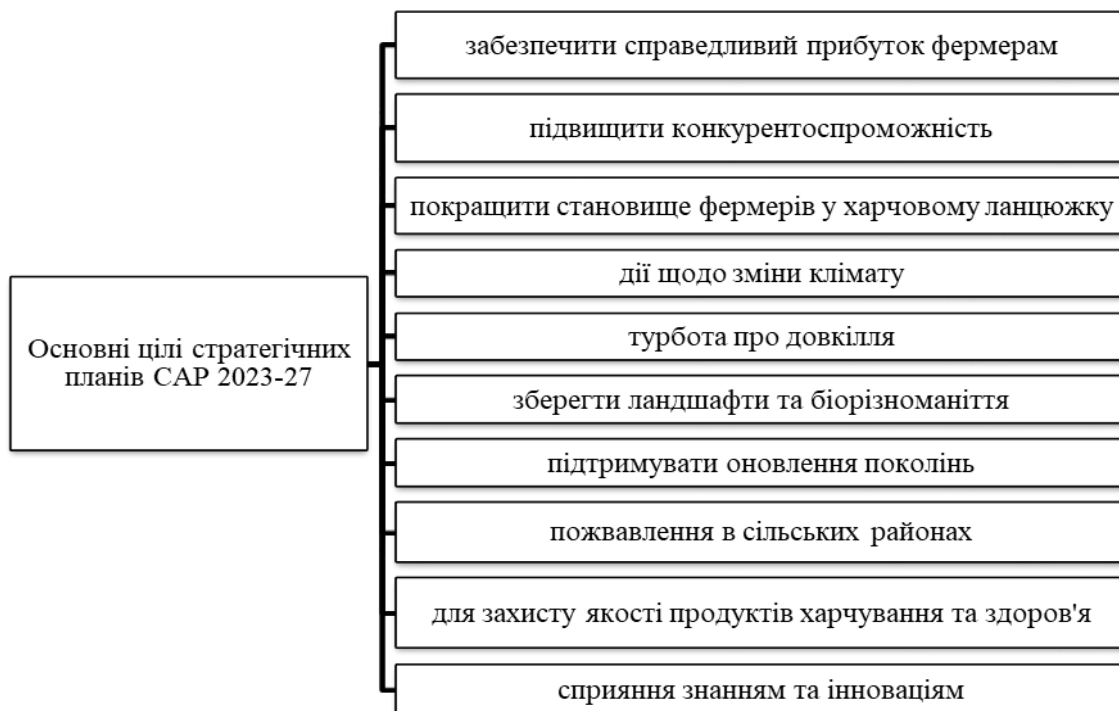 забезпечити справедливий прибуток фермерам
підвищити конкурентоспроможність
покращити становище фермерів у харчовому ланцюжку
дії щодо зміни клімату
Основні цілі стратегічних
планів САР 2023-27
турбота про довкілля
зберегти ландшафти та біорізноманіття
підтримувати оновлення поколінь
пожвавлення в сільських районах
для захисту якості продуктів харчування та здоров'я
сприяння знанням та інноваціям